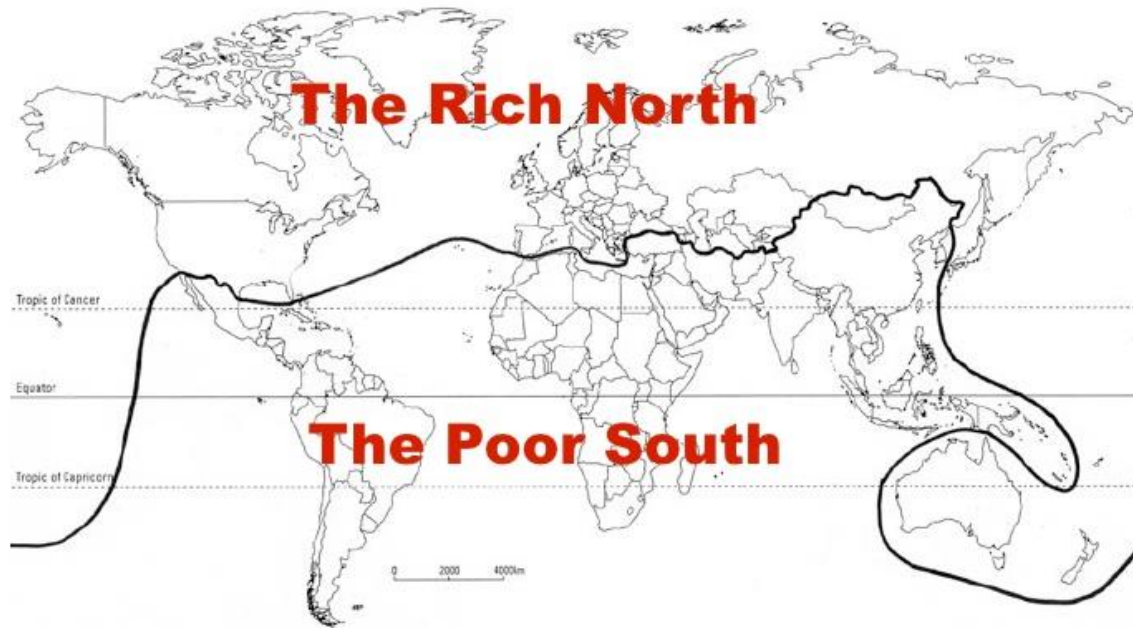 The Rich North
Tropic of Cancer
Equator
The Poor South
Tropic of Capricorn
0 2000 4000km